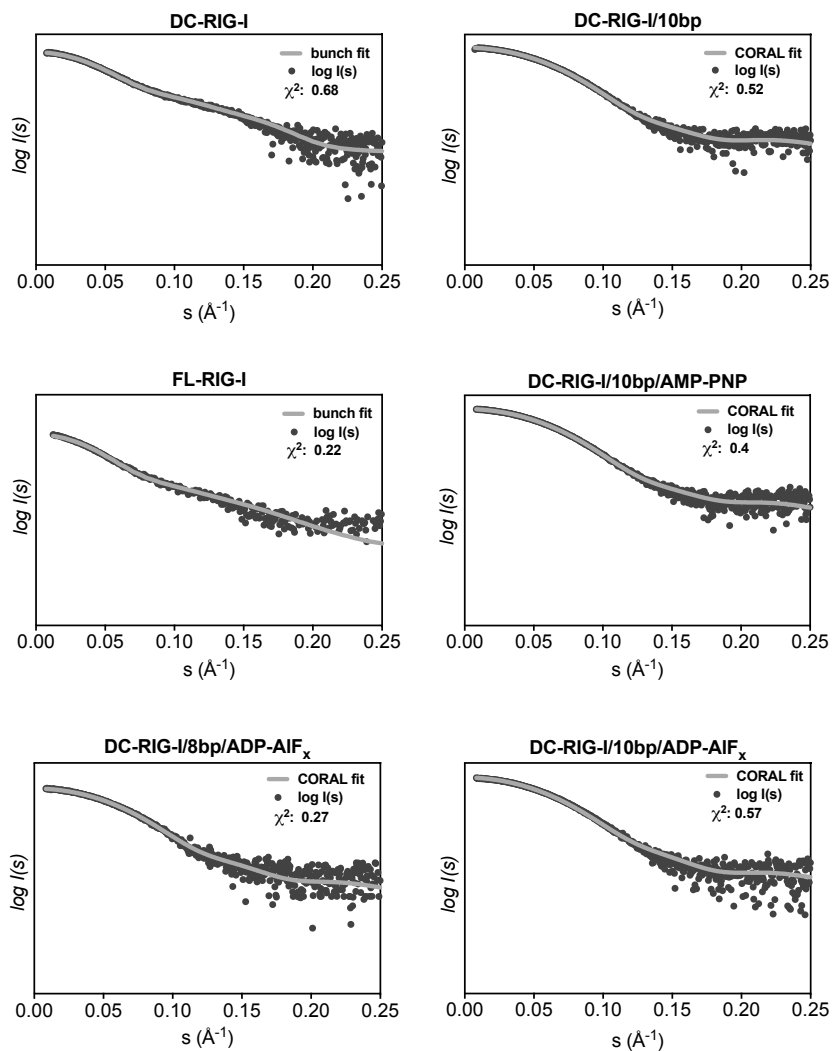 DC-RIG-I
bunch fit
log I(s)
χ²: 0.68
log I(s)
0.00 0.05 0.10 0.15 0.20 0.25
s (Å⁻¹)
DC-RIG-I/10bp
CORAL fit
log I(s)
χ²: 0.52
log I(s)
0.00 0.05 0.10 0.15 0.20 0.25
s (Å⁻¹)
FL-RIG-I
bunch fit
log I(s)
χ²: 0.22
log I(s)
0.00 0.05 0.10 0.15 0.20 0.25
s (Å⁻¹)
DC-RIG-I/10bp/AMP-PNP
CORAL fit
log I(s)
χ²: 0.4
log I(s)
0.00 0.05 0.10 0.15 0.20 0.25
s (Å⁻¹)
DC-RIG-I/8bp/ADP-AlFₓ
CORAL fit
log I(s)
χ²: 0.27
log I(s)
0.00 0.05 0.10 0.15 0.20 0.25
s (Å⁻¹)
DC-RIG-I/10bp/ADP-AlFₓ
CORAL fit
log I(s)
χ²: 0.57
log I(s)
0.00 0.05 0.10 0.15 0.20 0.25
s (Å⁻¹)